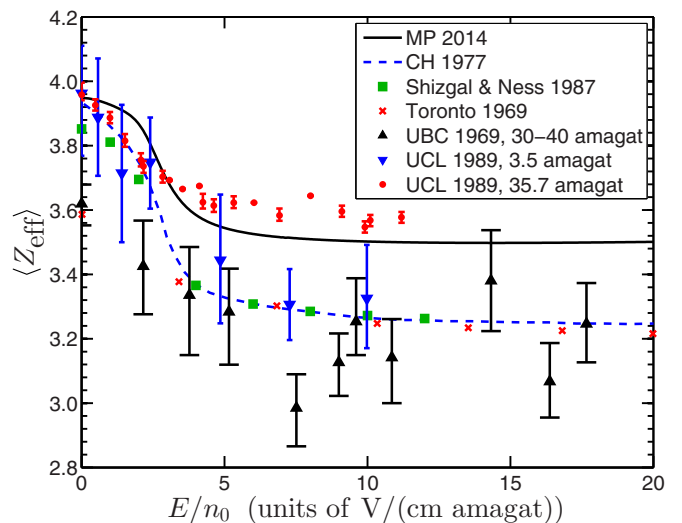 4.2
4.0
3.8
3.6
3.4
3.2
3.0
2.8
⟨Z_eff⟩
MP 2014
CH 1977
Shizgal & Ness 1987
Toronto 1969
UBC 1969, 30−40 amagat
UCL 1989, 3.5 amagat
UCL 1989, 35.7 amagat
0 5 10 15 20
E/n₀ (units of V/(cm amagat))